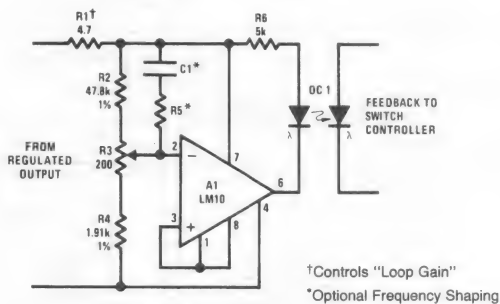 R1†
4.7
R6
5k
R2
47.8k
1%
C1*
R5*
OC1
FEEDBACK TO
SWITCH
CONTROLLER
λ
λ
FROM
REGULATED
OUTPUT
R3
200
2
−
7
A1
LM10
6
4
3
+
1
8
R4
1.91k
1%
†Controls "Loop Gain"
*Optional Frequency Shaping